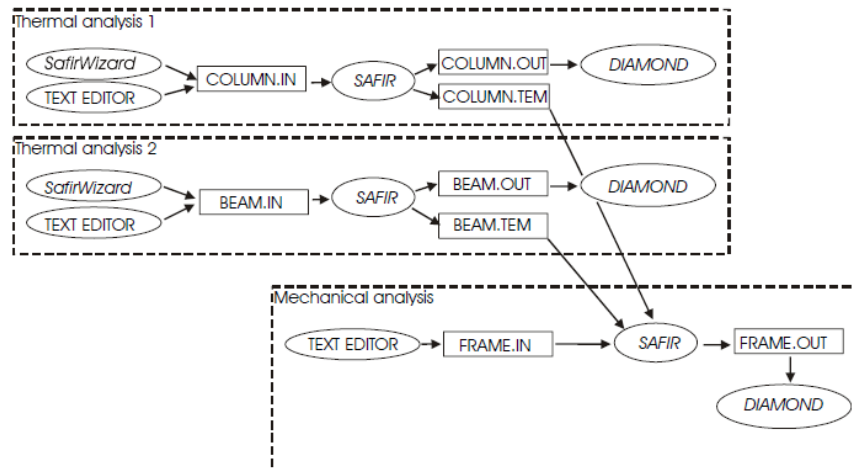 Thermal analysis 1
SafirWizard
TEXT EDITOR
COLUMN.IN
SAFIR
COLUMN.OUT
COLUMN.TEM
DIAMOND
Thermal analysis 2
SafirWizard
TEXT EDITOR
BEAM.IN
SAFIR
BEAM.OUT
BEAM.TEM
DIAMOND
Mechanical analysis
TEXT EDITOR
FRAME.IN
SAFIR
FRAME.OUT
DIAMOND